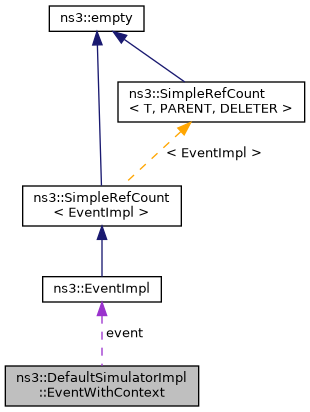 ns3::empty
ns3::SimpleRefCount
< T, PARENT, DELETER >
< EventImpl >
ns3::SimpleRefCount
< EventImpl >
ns3::EventImpl
event
ns3::DefaultSimulatorImpl
::EventWithContext